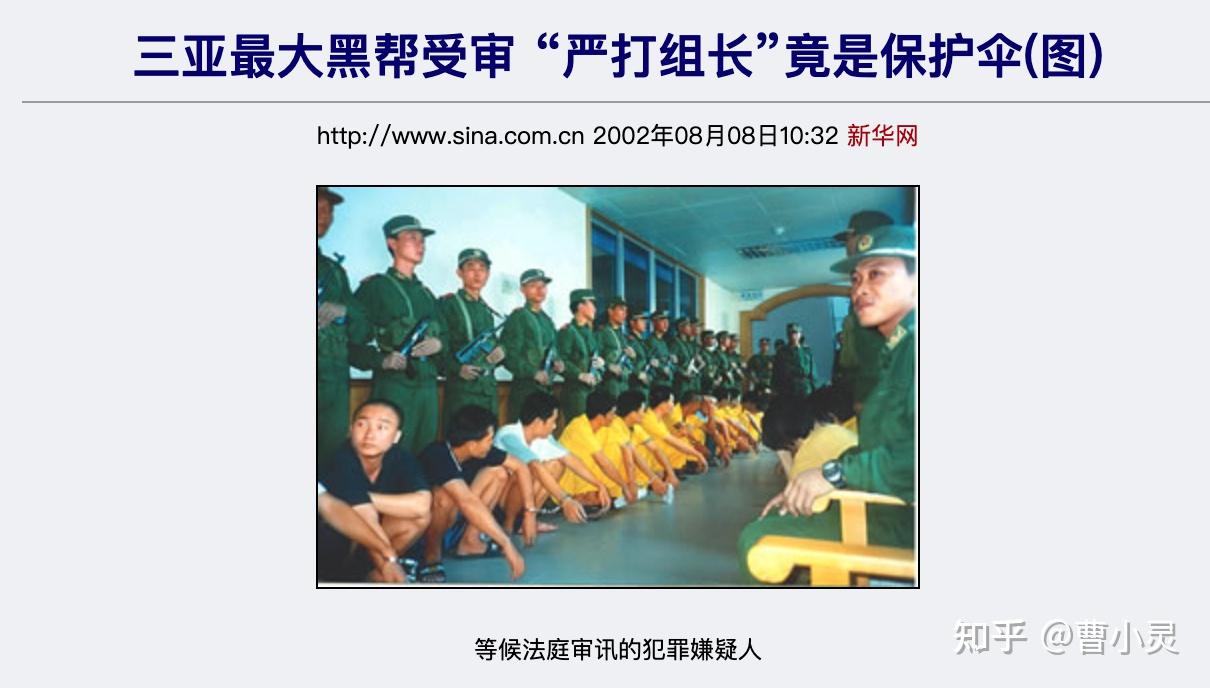 三亚最大黑帮受审 “严打组长”竟是保护伞(图)
http://www.sina.com.cn 2002年08月08日10:32 新华网
等候法庭审讯的犯罪嫌疑人
知乎 @曹小灵